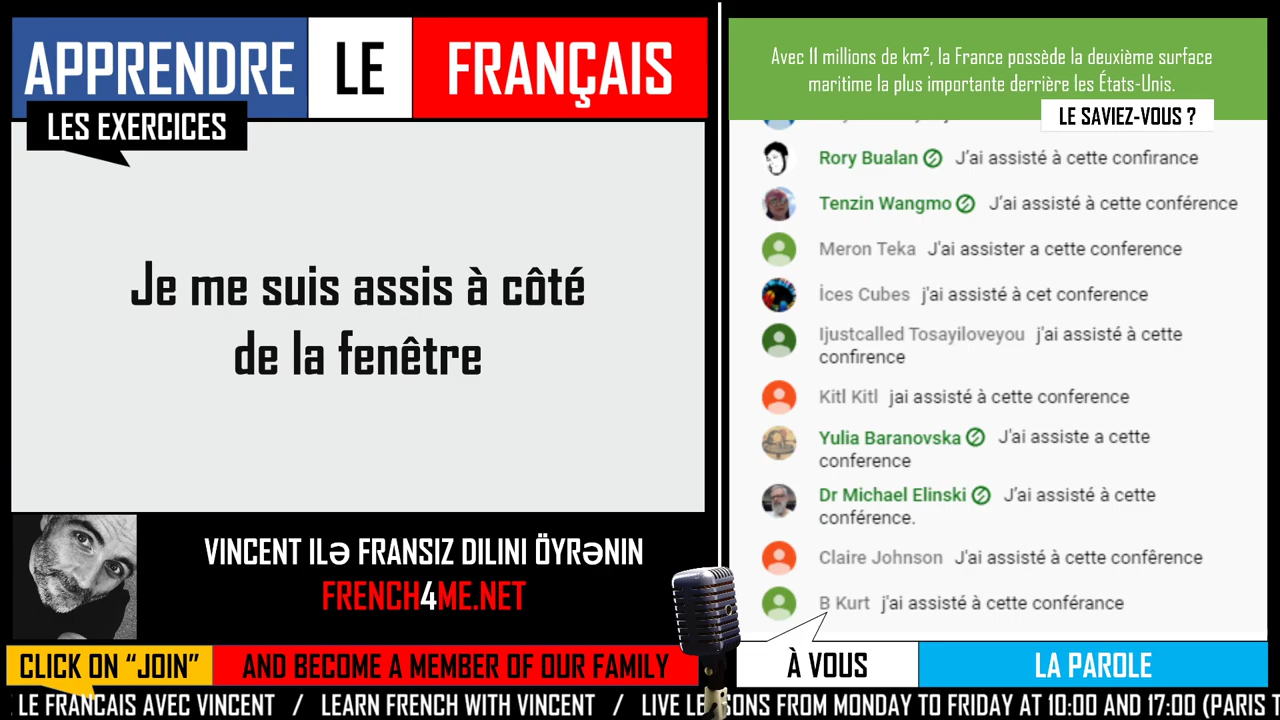 APPRENDRE LE FRANÇAIS
LES EXERCICES
Je me suis assis à côté
de la fenêtre
VINCENT ILƏ FRANSIZ DILINI ÖYRƏNIN
FRENCH4ME.NET
CLICK ON “JOIN” AND BECOME A MEMBER OF OUR FAMILY
Avec 11 millions de km², la France possède la deuxième surface
maritime la plus importante derrière les États-Unis.
LE SAVIEZ-VOUS ?
Rory Bualan J'ai assisté à cette confirance
Tenzin Wangmo J'ai assisté à cette conférence
Meron Teka J'ai assister a cette conference
İces Cubes j'ai assisté à cet conference
Ijustcalled Tosayiloveyou j'ai assisté à cette
confirence
Kitl Kitl jai assisté à cette conference
Yulia Baranovska J'ai assiste a cette
conference
Dr Michael Elinski J'ai assisté à cette
conférence.
Claire Johnson J'ai assisté à cette confêrence
B Kurt j'ai assisté à cette conférance
À VOUS LA PAROLE
LE FRANCAIS AVEC VINCENT / LEARN FRENCH WITH VINCENT / LIVE LESSONS FROM MONDAY TO FRIDAY AT 10:00 AND 17:00 (PARIS T